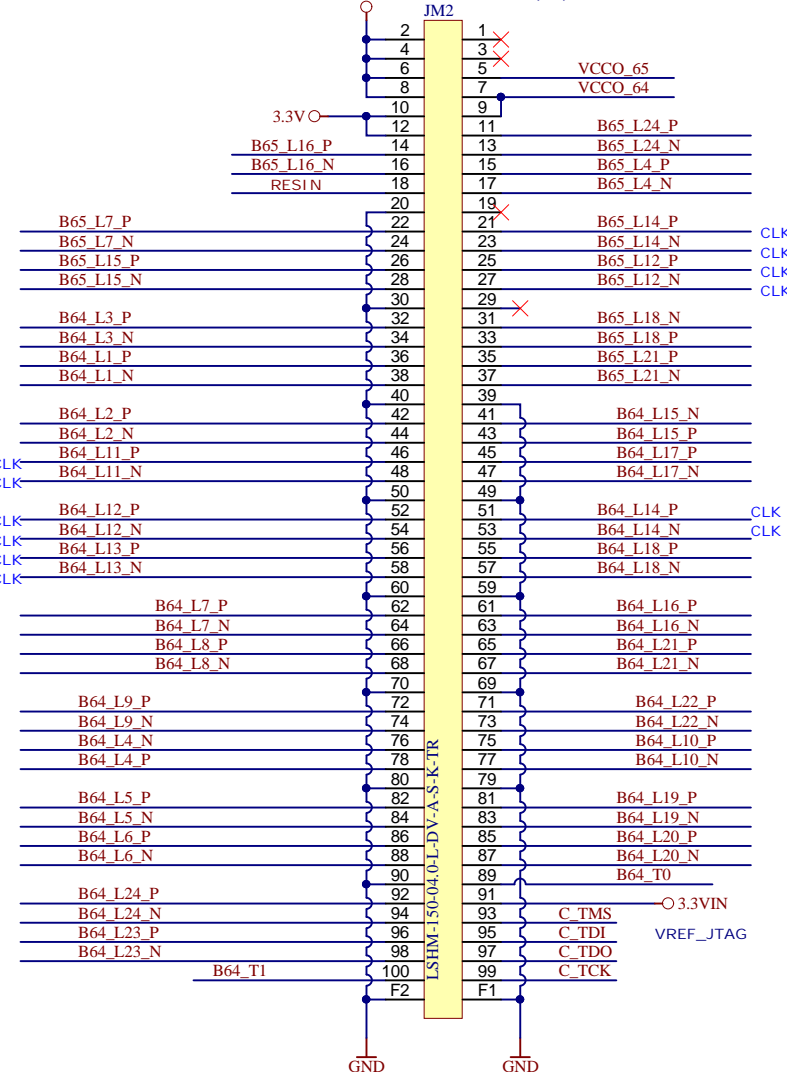 JM2
2 1
4 3
6 5 VCCO_65
8 7 VCCO_64
3.3V 10 9
12 11 B65_L24_P
B65_L16_P 14 13 B65_L24_N
B65_L16_N 16 15 B65_L4_P
RESIN 18 17 B65_L4_N
20 19
B65_L7_P 22 21 B65_L14_P CLK
B65_L7_N 24 23 B65_L14_N CLK
B65_L15_P 26 25 B65_L12_P CLK
B65_L15_N 28 27 B65_L12_N CLK
30 29
B64_L3_P 32 31 B65_L18_N
B64_L3_N 34 33 B65_L18_P
B64_L1_P 36 35 B65_L21_P
B64_L1_N 38 37 B65_L21_N
40 39
B64_L2_P 42 41 B64_L15_N
B64_L2_N 44 43 B64_L15_P
CLK B64_L11_P 46 45 B64_L17_P
CLK B64_L11_N 48 47 B64_L17_N
50 49
CLK B64_L12_P 52 51 B64_L14_P CLK
CLK B64_L12_N 54 53 B64_L14_N CLK
CLK B64_L13_P 56 55 B64_L18_P
CLK B64_L13_N 58 57 B64_L18_N
60 59
B64_L7_P 62 61 B64_L16_P
B64_L7_N 64 63 B64_L16_N
B64_L8_P 66 65 B64_L21_P
B64_L8_N 68 67 B64_L21_N
70 69
B64_L9_P 72 71 B64_L22_P
B64_L9_N 74 73 B64_L22_N
B64_L4_N 76 75 B64_L10_P
B64_L4_P 78 77 B64_L10_N
80 79
B64_L5_P 82 81 B64_L19_P
B64_L5_N 84 83 B64_L19_N
B64_L6_P 86 85 B64_L20_P
B64_L6_N 88 87 B64_L20_N
90 89 B64_T0
B64_L24_P 92 91 3.3VIN
B64_L24_N 94 93 C_TMS
B64_L23_P 96 95 C_TDI VREF_JTAG
B64_L23_N 98 97 C_TDO
B64_T1 100 99 C_TCK
F2 F1
LSHM-150-04.0-L-DV-A-S-K-TR
GND GND